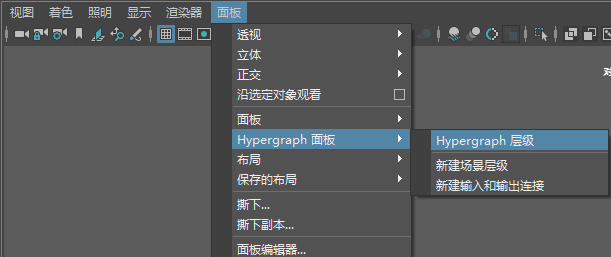 视图 着色 照明 显示 渲染器 面板
透视
立体
正交
沿选定对象观看
面板
Hypergraph 面板
Hypergraph 层级
布局
新建场景层级
保存的布局
新建输入和输出连接
撕下...
撕下副本...
面板编辑器...